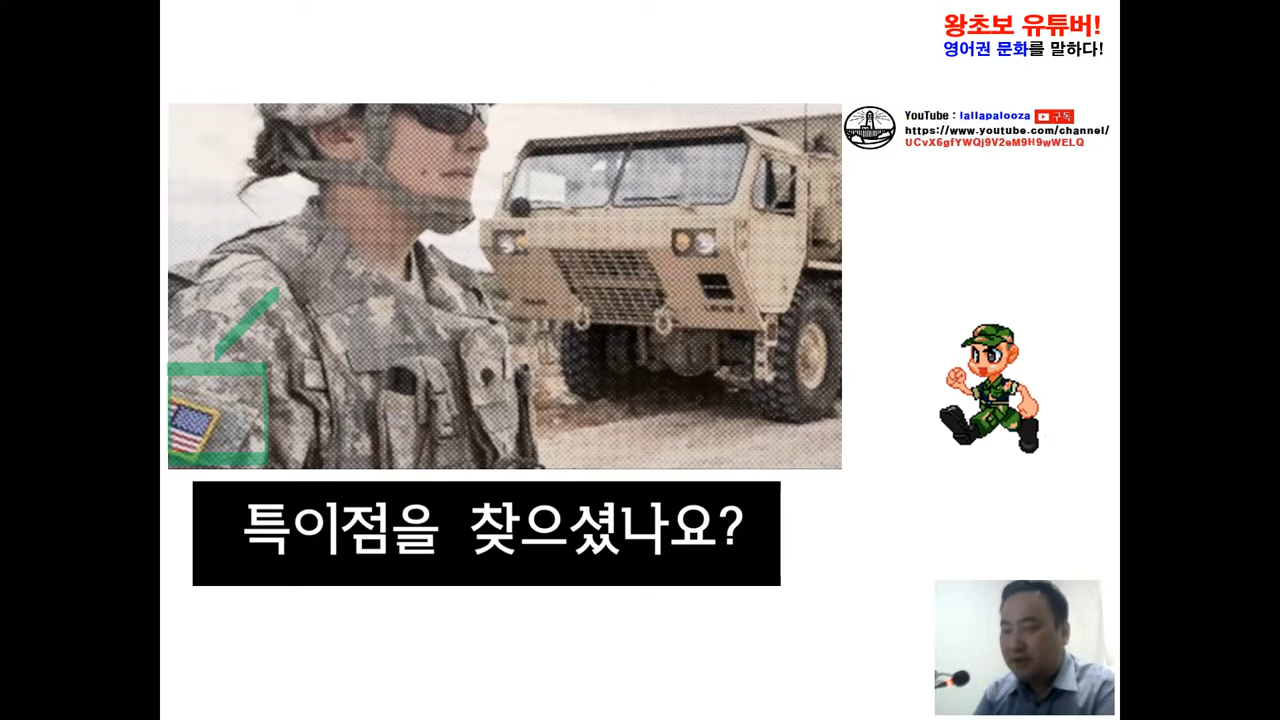 왕초보 유튜버!
영어권 문화를 말하다!
YouTube : lallapalooza 구독
https://www.youtube.com/channel/
UCvX6gfYWQj9V2eM9H9wWELQ
특이점을 찾으셨나요?